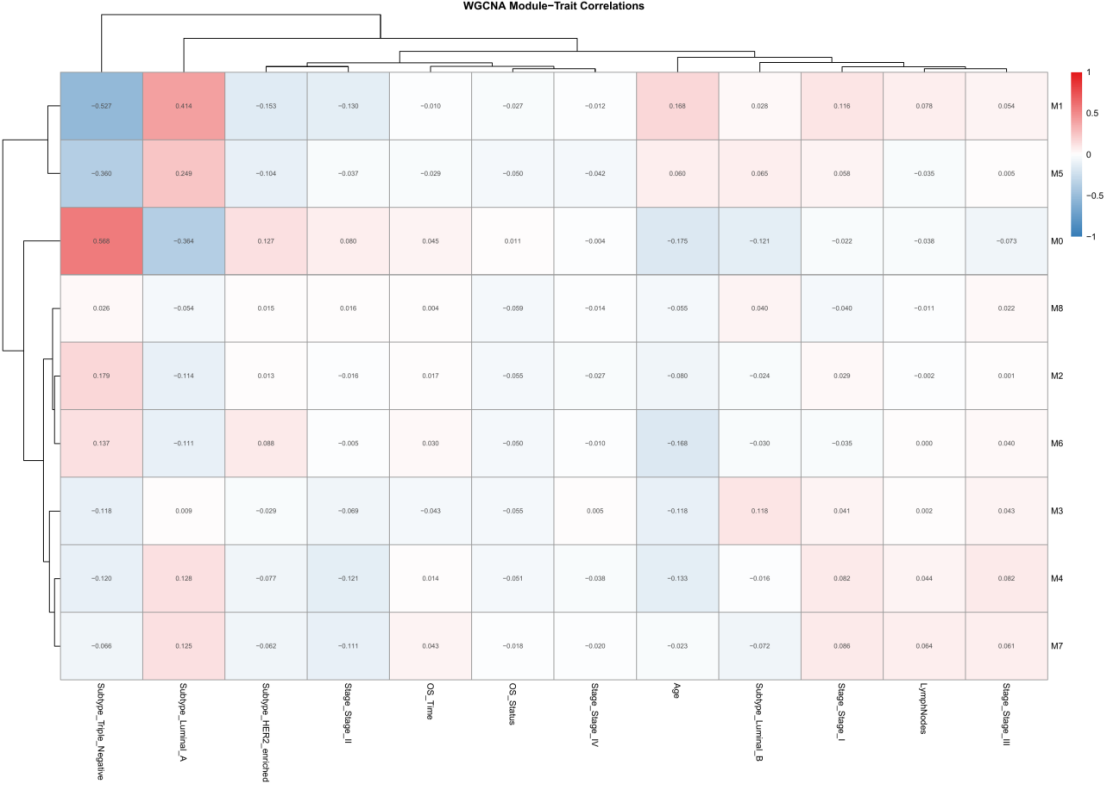 WGCNA Module−Trait Correlations
−0.527 0.414 −0.153 −0.130 −0.010 −0.027 −0.012 0.168 0.028 0.116 0.078 0.054 M1
−0.360 0.249 −0.104 −0.037 −0.029 −0.050 −0.042 0.060 0.065 0.058 −0.035 0.005 M5
0.568 −0.364 0.127 0.080 0.045 0.011 −0.004 −0.175 −0.121 −0.022 −0.038 −0.073 M0
0.026 −0.054 0.015 0.016 0.004 −0.059 −0.014 −0.055 0.040 −0.040 −0.011 0.022 M8
0.179 −0.114 0.013 −0.016 0.017 −0.055 −0.027 −0.080 −0.024 0.029 −0.002 0.001 M2
0.137 −0.111 0.088 −0.005 0.030 −0.050 −0.010 −0.168 −0.030 −0.035 0.000 0.040 M6
−0.118 0.009 −0.029 −0.069 −0.043 −0.055 0.005 −0.118 0.118 0.041 0.002 0.043 M3
−0.120 0.128 −0.077 −0.121 0.014 −0.051 −0.038 −0.133 −0.016 0.082 0.044 0.082 M4
−0.066 0.125 −0.062 −0.111 0.043 −0.018 −0.020 −0.023 −0.072 0.086 0.064 0.061 M7
Subtype_Triple_Negative
Subtype_Luminal_A
Subtype_HER2_enriched
Stage_Stage_II
OS_Time
OS_Status
Stage_Stage_IV
Age
Subtype_Luminal_B
Stage_Stage_I
LymphNodes
Stage_Stage_III
1
0.5
0
−0.5
−1